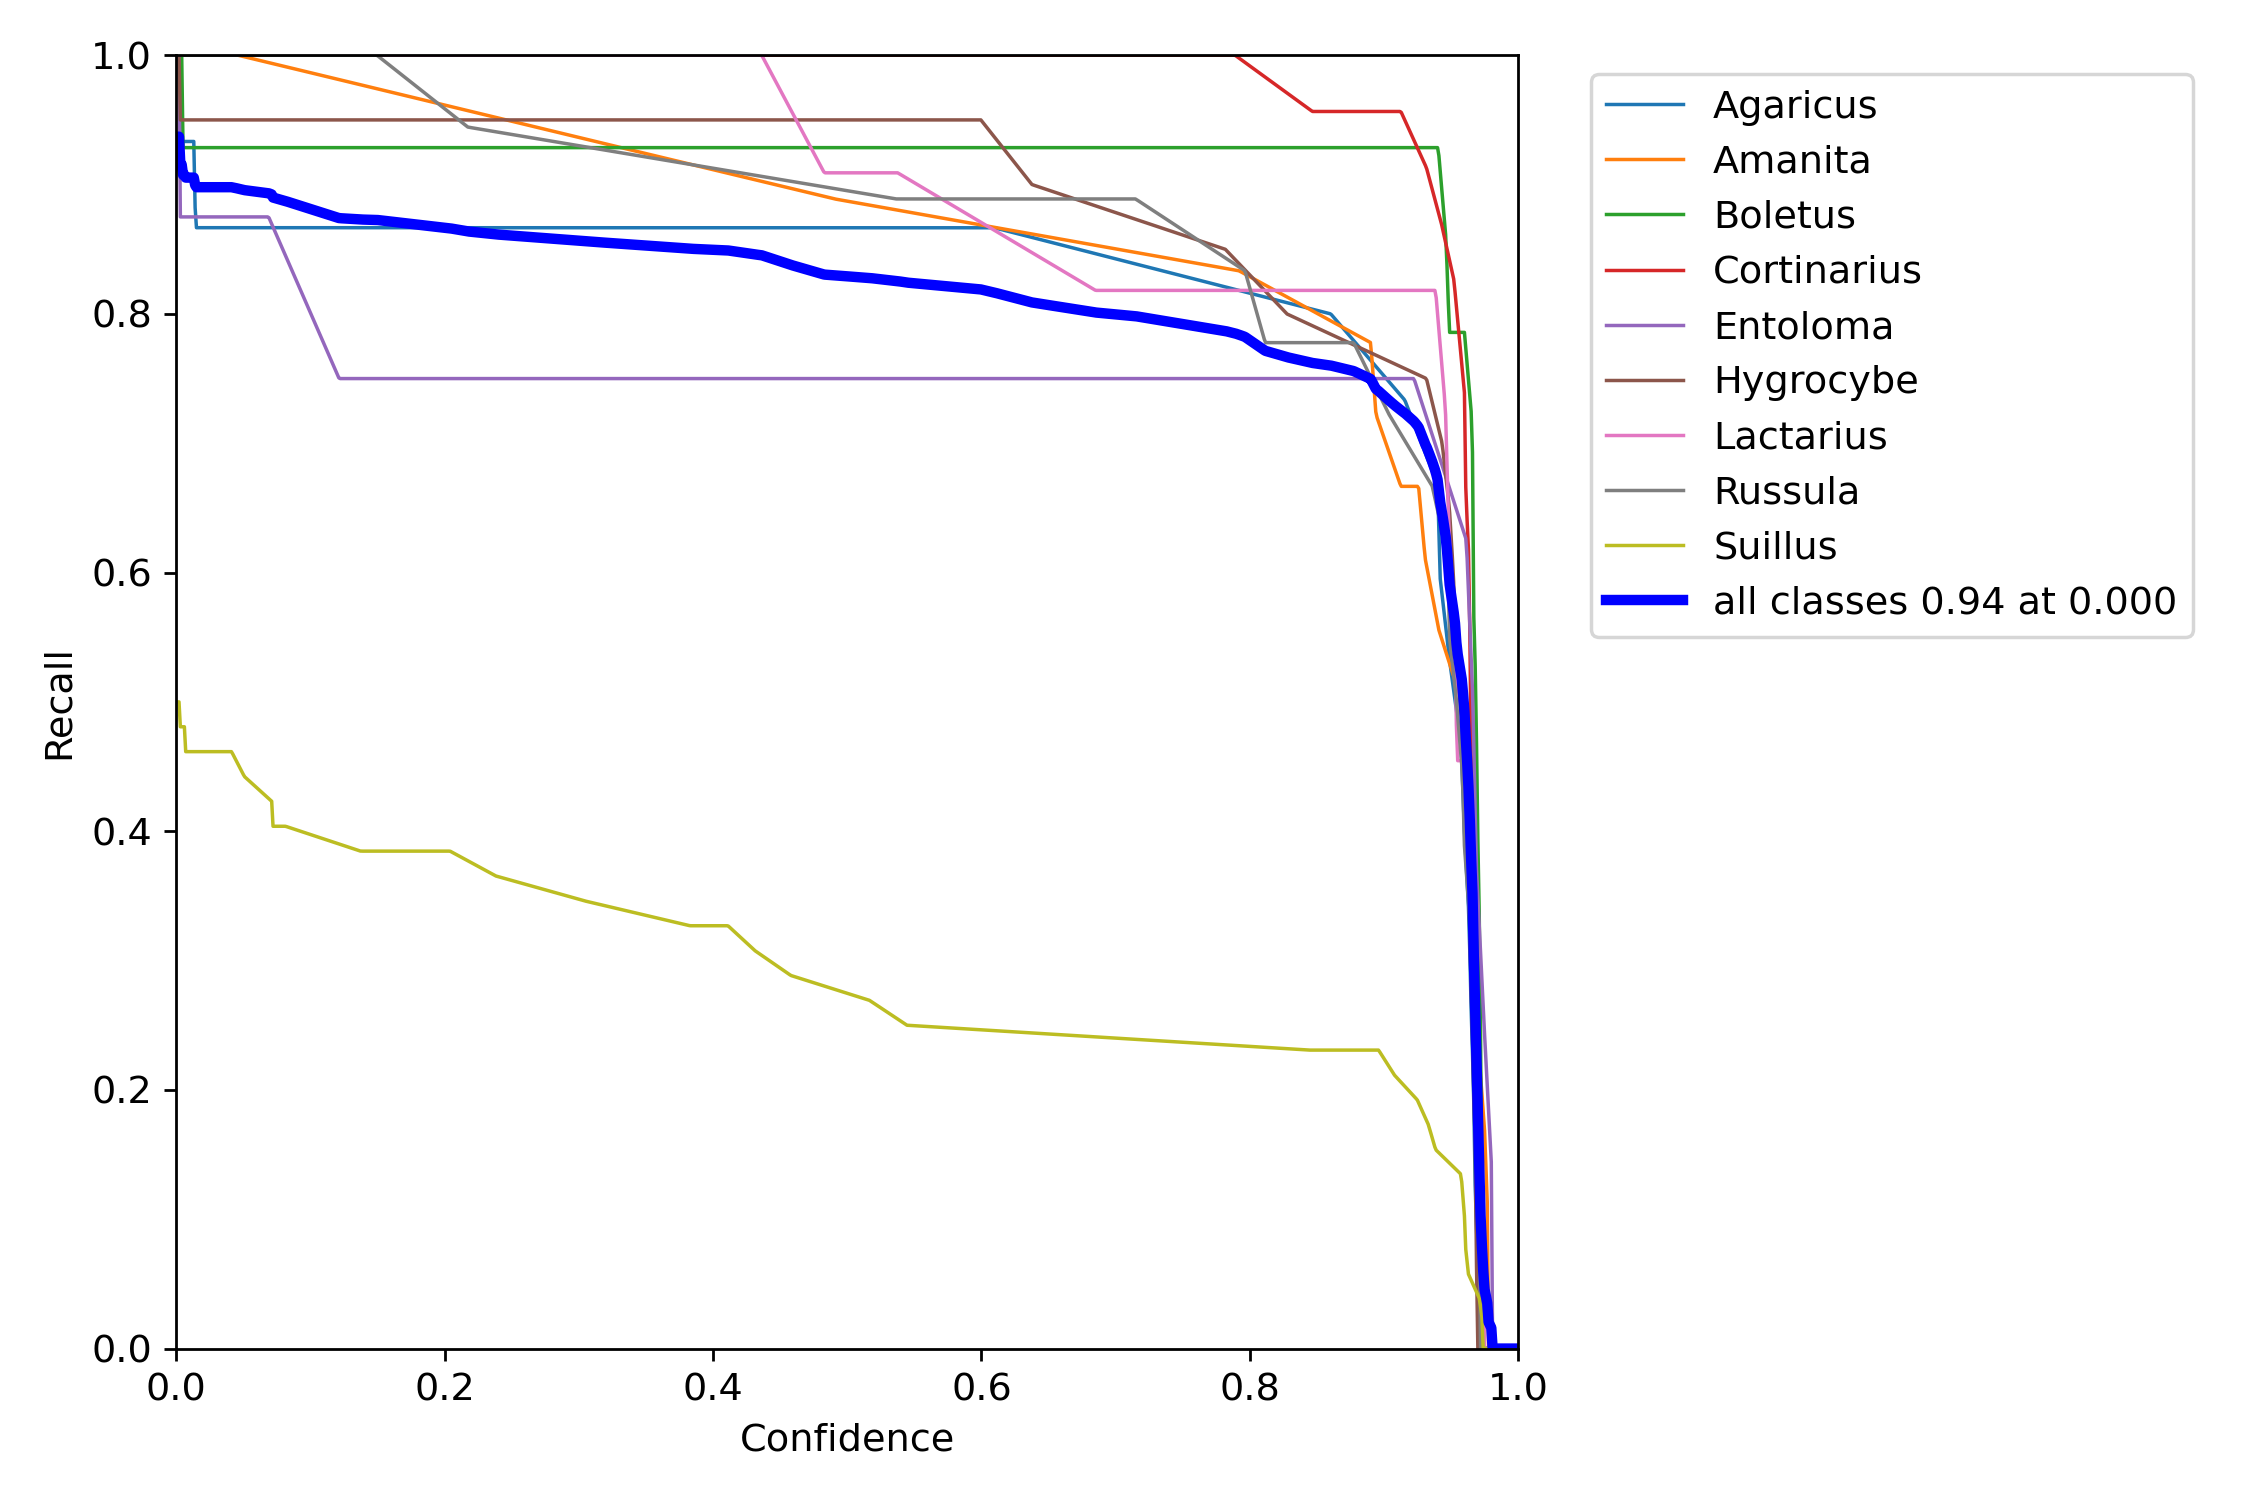 1.0
0.8
0.6
0.4
0.2
0.0
Recall
0.0 0.2 0.4 0.6 0.8 1.0
Confidence
Agaricus
Amanita
Boletus
Cortinarius
Entoloma
Hygrocybe
Lactarius
Russula
Suillus
all classes 0.94 at 0.000